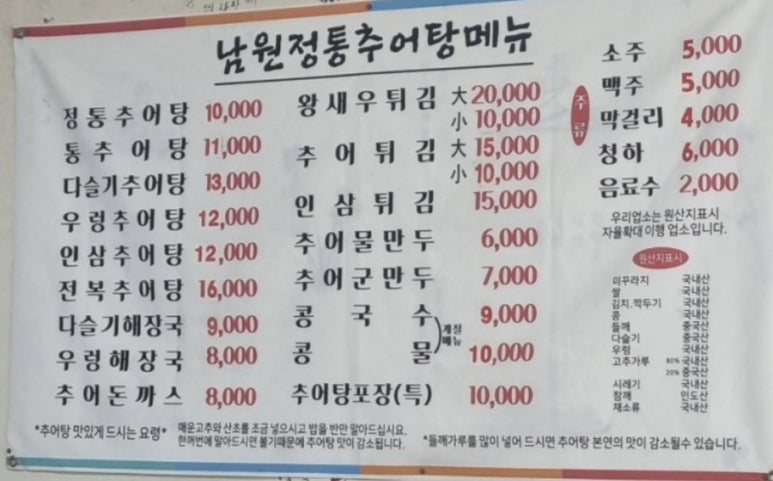 남원정통추어탕메뉴
정통추어탕 10,000
통추어탕 11,000
다슬기추어탕 13,000
우렁추어탕 12,000
인삼추어탕 12,000
전복추어탕 16,000
다슬기해장국 9,000
우렁해장국 8,000
추어돈까스 8,000
왕새우튀김 大 20,000
小 10,000
추어튀김 大 15,000
小 10,000
인삼튀김 15,000
추어물만두 6,000
추어군만두 7,000
콩국수 9,000
계절메뉴
콩물 10,000
추어탕포장(특) 10,000
주류
소주 5,000
맥주 5,000
막걸리 4,000
청하 6,000
음료수 2,000
우리업소는 원산지표시
자율확대 이행 업소입니다.
원산지표시
미꾸라지 국내산
쌀 국내산
김치.깍두기 국내산
콩 국내산
들깨 중국산
다슬기 중국산
우렁 국내산
고추가루 80% 국내산
20% 중국산
시레기 국내산
참깨 인도산
채소류 국내산
*추어탕 맛있게 드시는 요령*
매운고추와 산초를 조금 넣으시고 밥을 반만 말아드십시요.
한꺼번에 말아드시면 불기때문에 추어탕 맛이 감소됩니다.
*들깨가루를 많이 넣어 드시면 추어탕 본연의 맛이 감소될수 있습니다.